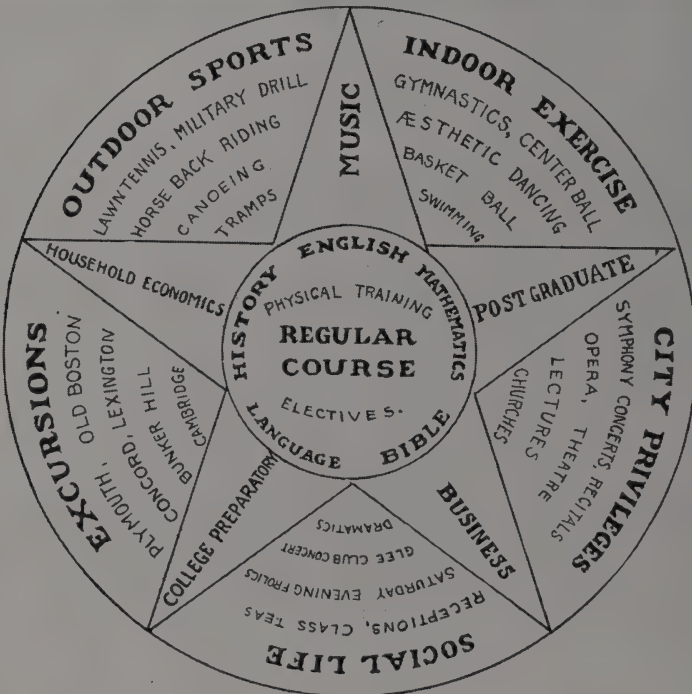 OUTDOOR SPORTS
LAWN TENNIS, MILITARY DRILL
HORSE BACK RIDING
CANOEING
TRAMPS
MUSIC
INDOOR EXERCISE
GYMNASTICS, CENTER BALL
ÆSTHETIC DANCING
BASKET BALL
SWIMMING
HOUSEHOLD ECONOMICS
POST GRADUATE
HISTORY ENGLISH MATHEMATICS
PHYSICAL TRAINING
REGULAR
COURSE
ELECTIVES.
LANGUAGE BIBLE
EXCURSIONS
PLYMOUTH, OLD BOSTON
CONCORD, LEXINGTON
BUNKER HILL
CAMBRIDGE
CITY PRIVILEGES
SYMPHONY CONCERTS, RECITALS
OPERA, THEATRE
LECTURES
CHURCHES
COLLEGE PREPARATORY
BUSINESS
DRAMATICS
GLEE CLUB CONCERT
SATURDAY EVENING FROLICS
RECEPTIONS, CLASS TEAS
SOCIAL LIFE